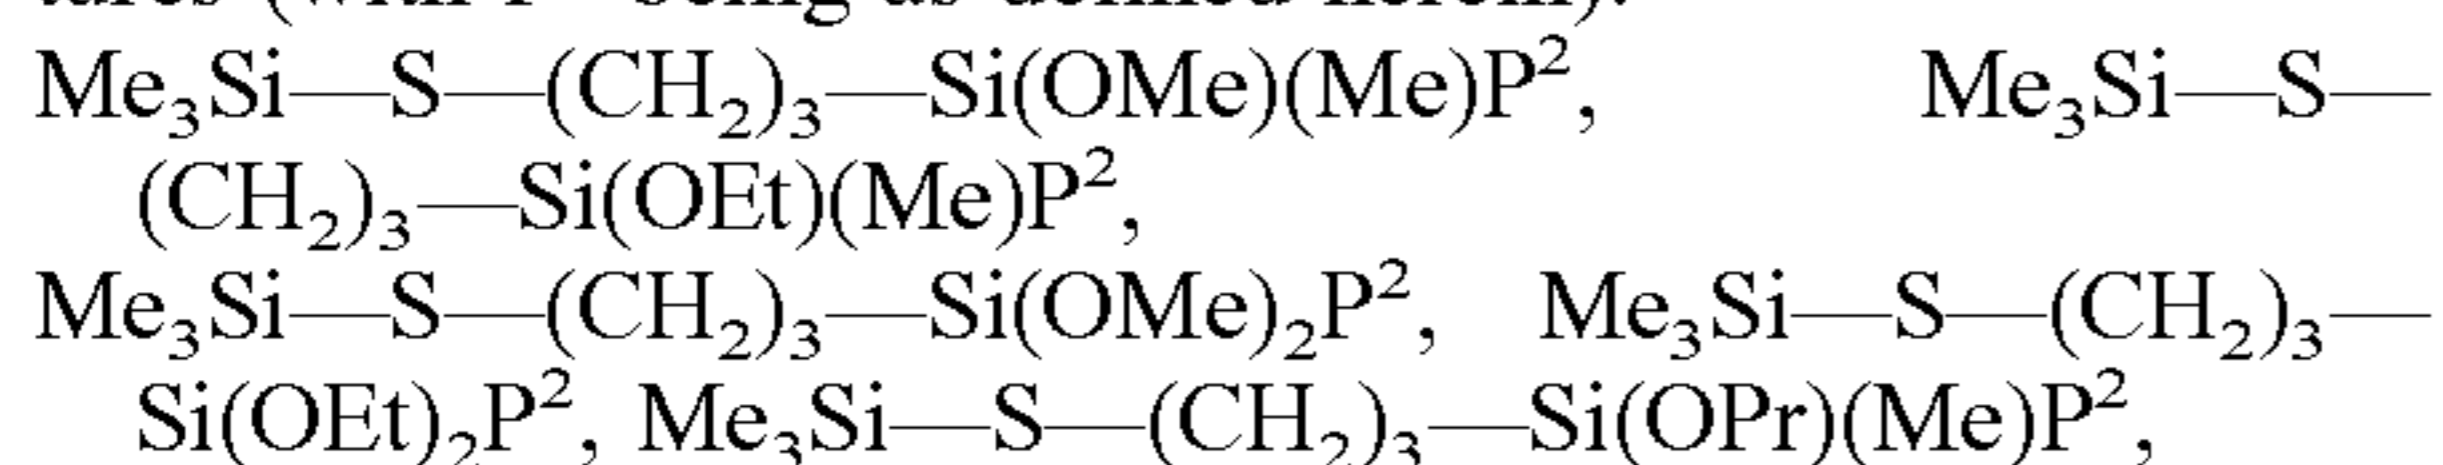 Me₃Si—S—(CH₂)₃—Si(OMe)(Me)P², Me₃Si—S—
(CH₂)₃—Si(OEt)(Me)P²,
Me₃Si—S—(CH₂)₃—Si(OMe)₂P², Me₃Si—S—(CH₂)₃—
Si(OEt)₂P², Me₃Si—S—(CH₂)₃—Si(OPr)(Me)P²,